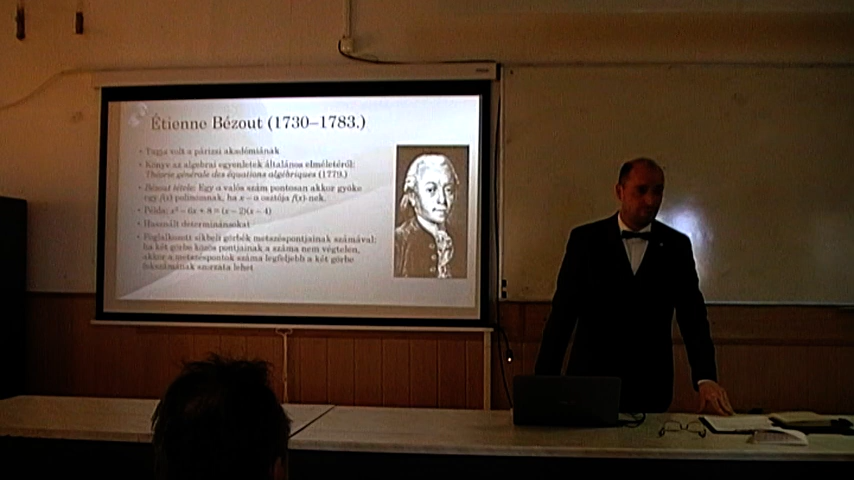 Étienne Bézout (1730–1783.)
• Tagja volt a párizsi akadémiának
• Könyve az algebrai egyenletek általános elméletéről:
Théorie générale des équations algébriques (1779.)
• Bézout tétele: Egy a valós szám pontosan akkor gyöke
egy f(x) polinomnak, ha x – a osztója f(x)-nek.
• Példa: x² – 6x + 8 = (x – 2)(x – 4)
• Használt determinánsokat
• Foglalkozott síkbeli görbék metszéspontjainak számával:
ha két görbe közös pontjainak a száma nem végtelen,
akkor a metszéspontok száma legfeljebb a két görbe
fokszámának szorzata lehet